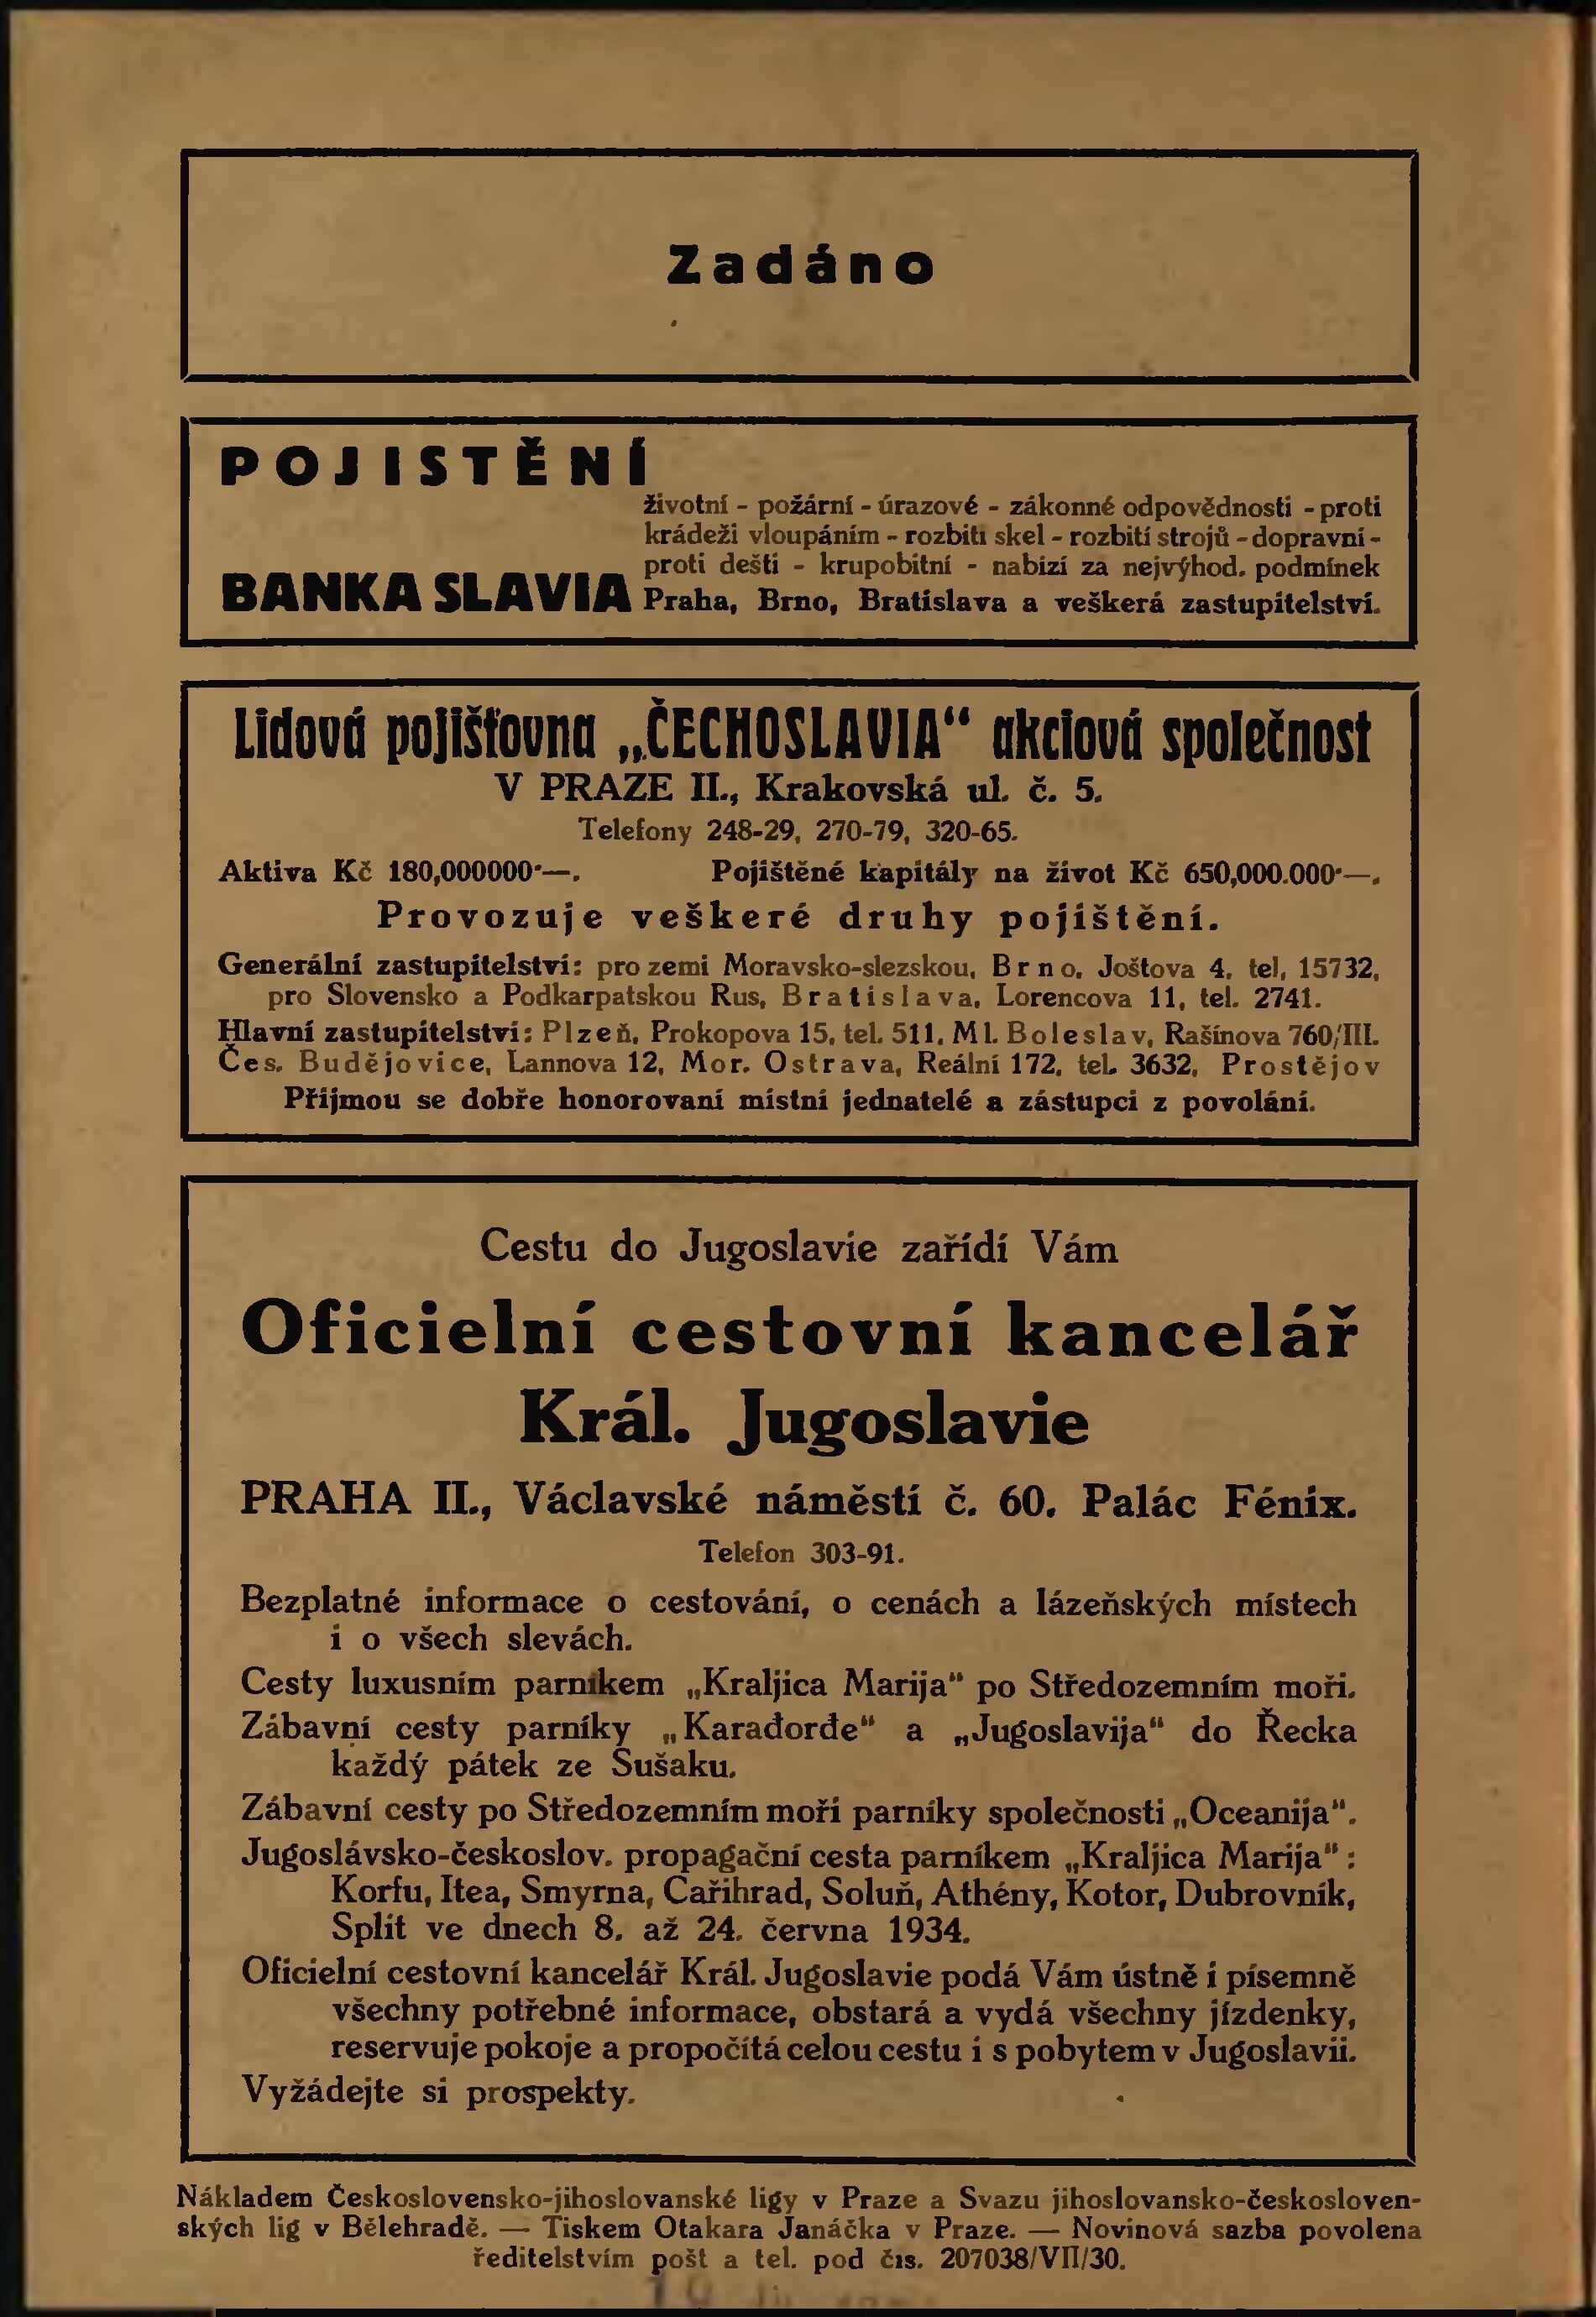 Zadáno
POJISTĚNÍ
životní - požární - úrazové - zákonné odpovědnosti - proti
krádeži vloupáním - rozbití skel - rozbití strojů - dopravní -
proti dešti - krupobitní - nabízí za nejvýhod. podmínek
BANKA SLAVIA Praha, Brno, Bratislava a veškerá zastupitelství.
Lidová pojišťovna „ČECHOSLAVIA“ akciová společnost
V PRAZE II., Krakovská ul. č. 5.
Telefony 248-29, 270-79, 320-65.
Aktiva Kč 180,000000·—. Pojištěné kapitály na život Kč 650,000.000·—.
Provozuje veškeré druhy pojištění.
Generální zastupitelství: pro zemi Moravsko-slezskou, Brno, Joštova 4, tel, 15732,
pro Slovensko a Podkarpatskou Rus, Bratislava, Lorencova 11, tel. 2741.
Hlavní zastupitelství: Plzeň, Prokopova 15, tel. 511, Ml. Boleslav, Rašínova 760/III.
Čes. Budějovice, Lannova 12, Mor. Ostrava, Reální 172, tel. 3632, Prostějov
Přijmou se dobře honorovaní místní jednatelé a zástupci z povolání.
Cestu do Jugoslavie zařídí Vám
Oficielní cestovní kancelář
Král. Jugoslavie
PRAHA II., Václavské náměstí č. 60. Palác Fénix.
Telefon 303-91.
Bezplatné informace o cestování, o cenách a lázeňských místech
i o všech slevách.
Cesty luxusním parníkem „Kraljica Marija“ po Středozemním moři.
Zábavní cesty parníky „Karađorđe“ a „Jugoslavija“ do Řecka
každý pátek ze Sušaku.
Zábavní cesty po Středozemním moři parníky společnosti „Oceanija“.
Jugoslávsko-českoslov. propagační cesta parníkem „Kraljica Marija“:
Korfu, Itea, Smyrna, Cařihrad, Soluň, Athény, Kotor, Dubrovník,
Split ve dnech 8. až 24. června 1934.
Oficielní cestovní kancelář Král. Jugoslavie podá Vám ústně i písemně
všechny potřebné informace, obstará a vydá všechny jízdenky,
reservuje pokoje a propočítá celou cestu i s pobytem v Jugoslavii.
Vyžádejte si prospekty.
Nákladem Československo-jihoslovanské ligy v Praze a Svazu jihoslovansko-českosloven-
ských lig v Bělehradě. — Tiskem Otakara Janáčka v Praze. — Novinová sazba povolena
ředitelstvím pošt a tel. pod čís. 207038/VII/30.